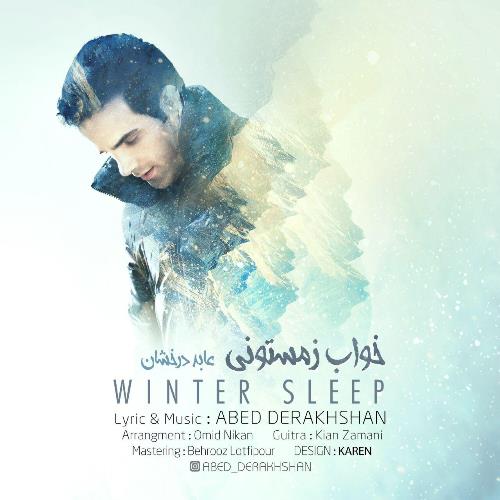 خواب زمستونی عابد درخشان
WINTER SLEEP
Lyric & Music : ABED DERAKHSHAN
Arrangment : Omid Nikan Guitra : Kian Zamani
Mastering : Behrooz Lotfipour DESIGN : KAREN
ABED_DERAKHSHAN